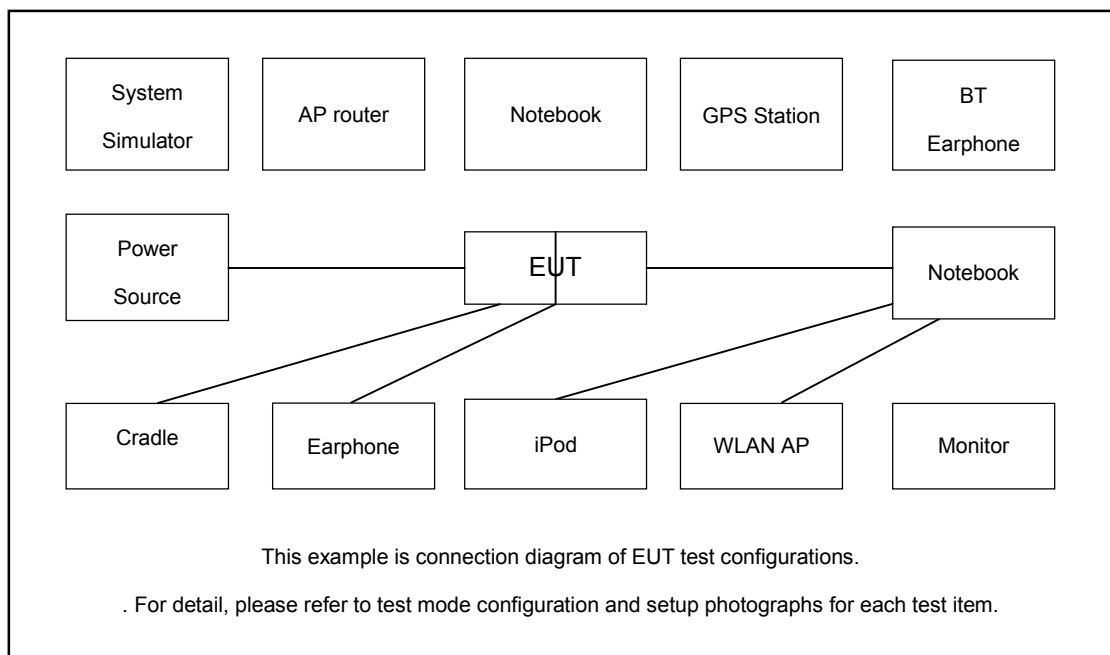 System
Simulator
AP router
Notebook
GPS Station
BT
Earphone
Power
Source
EUT
Notebook
Cradle
Earphone
iPod
WLAN AP
Monitor
This example is connection diagram of EUT test configurations.
. For detail, please refer to test mode configuration and setup photographs for each test item.